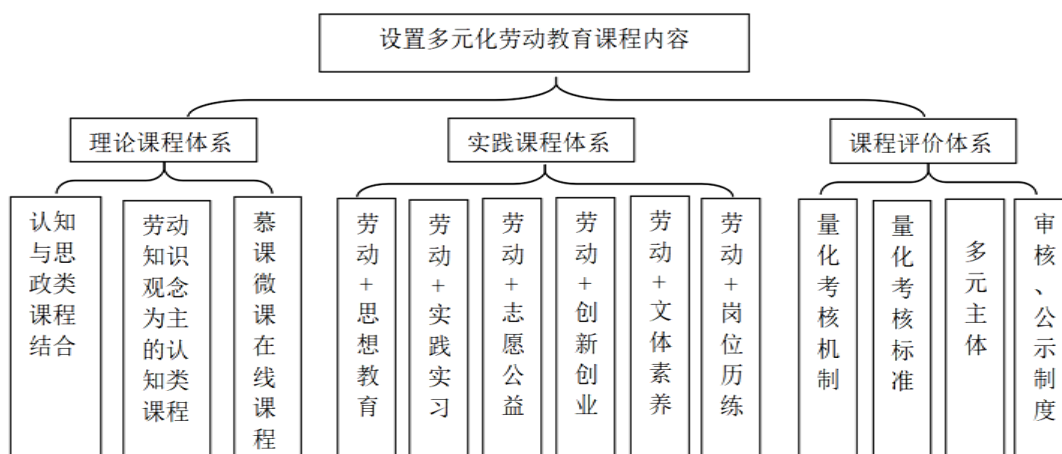 设置多元化劳动教育课程内容
理论课程体系
实践课程体系
课程评价体系
认知
与思
政类
课程
结合
劳动
知识
观念
为主
的认
知类
课程
慕课微课在线课程
劳动+思想教育
劳动+实践实习
劳动+志愿公益
劳动+创新创业
劳动+文体素养
劳动+岗位历练
量化考核机制
量化考核标准
多元主体
审核、公示制度